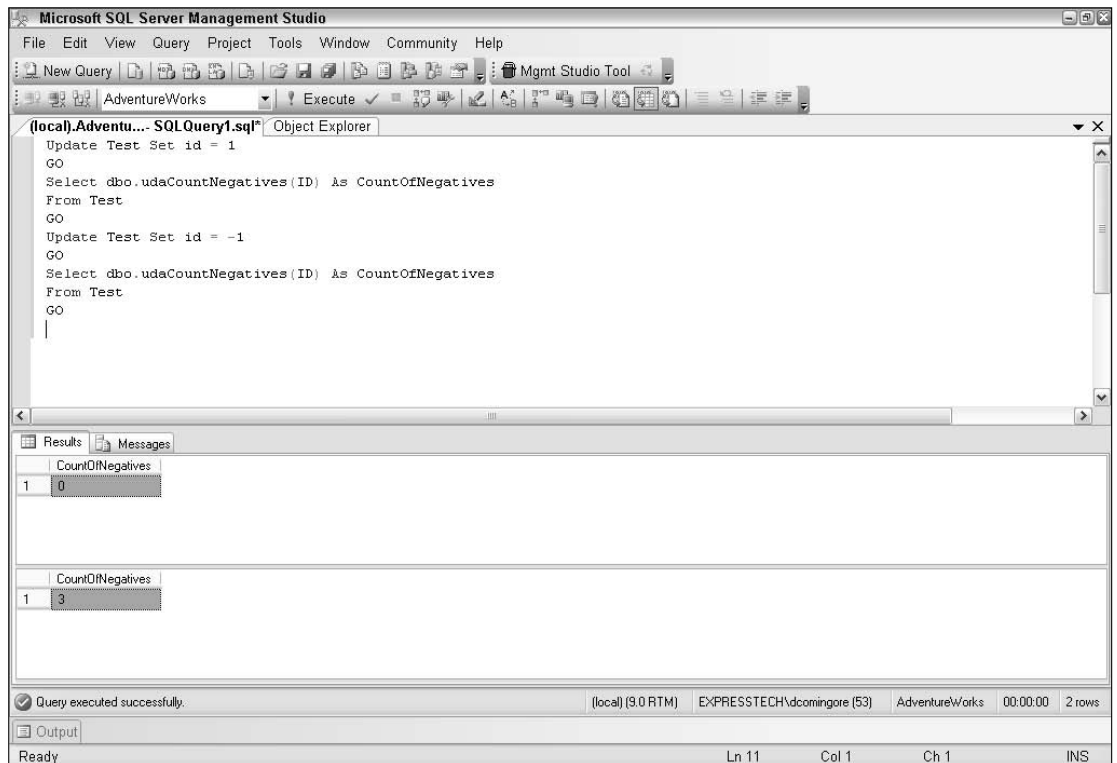 Microsoft SQL Server Management Studio
File Edit View Query Project Tools Window Community Help
New Query Mgmt Studio Tool
AdventureWorks Execute
(local).Adventu...- SQLQuery1.sql* Object Explorer
Update Test Set id = 1
GO
Select dbo.udaCountNegatives(ID) As CountOfNegatives
From Test
GO
Update Test Set id = -1
GO
Select dbo.udaCountNegatives(ID) As CountOfNegatives
From Test
GO
Results Messages
CountOfNegatives
1 0
CountOfNegatives
1 3
Query executed successfully. (local) (9.0 RTM) EXPRESSTECH\dcomingore (53) AdventureWorks 00:00:00 2 rows
Output
Ready Ln 11 Col 1 Ch 1 INS